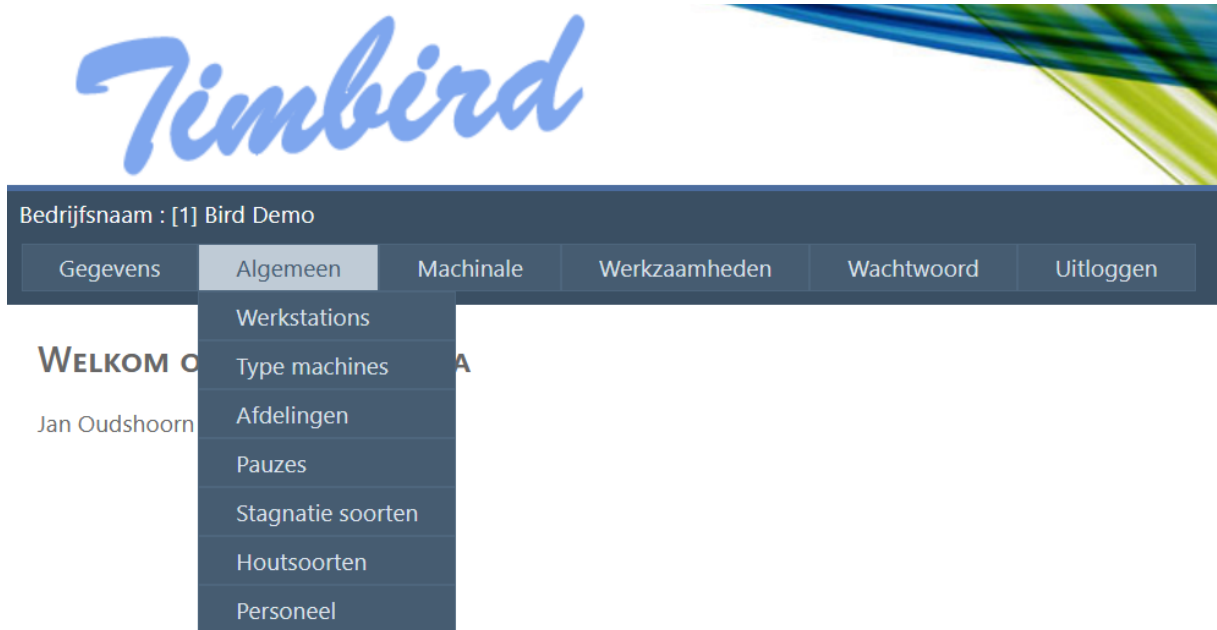 Timbird
Bedrijfsnaam : [1] Bird Demo
Gegevens Algemeen Machinale Werkzaamheden Wachtwoord Uitloggen
Werkstations
WELKOM O
Type machines
A
Jan Oudshoorn
Afdelingen
Pauzes
Stagnatie soorten
Houtsoorten
Personeel